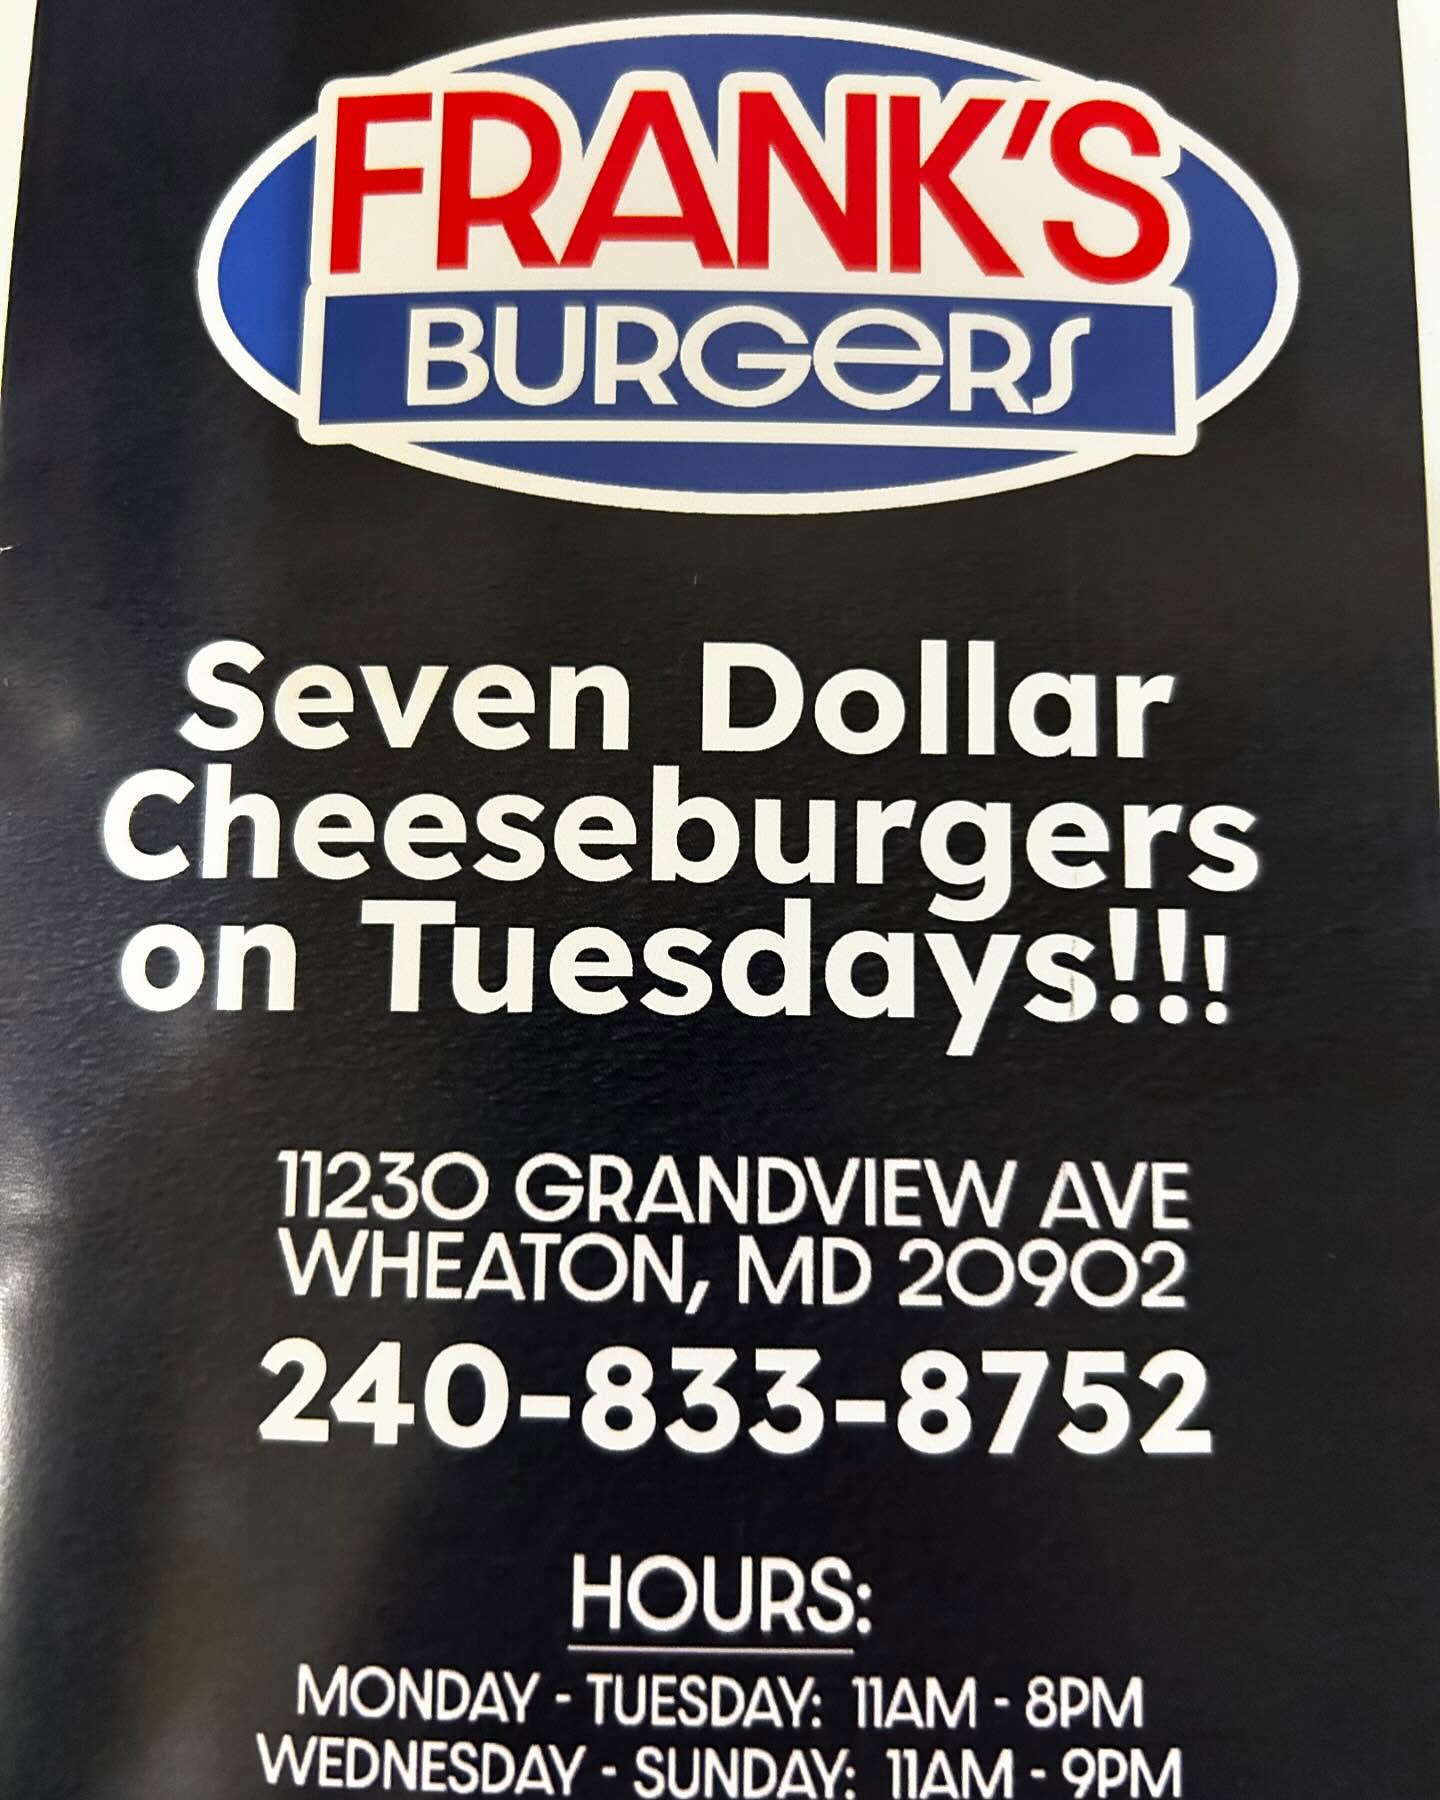 FRANK'S
BURGERS
Seven Dollar
Cheeseburgers
on Tuesdays!!!
11230 GRANDVIEW AVE
WHEATON, MD 20902
240-833-8752
HOURS:
MONDAY - TUESDAY: 11AM - 8PM
WEDNESDAY - SUNDAY: 11AM - 9PM